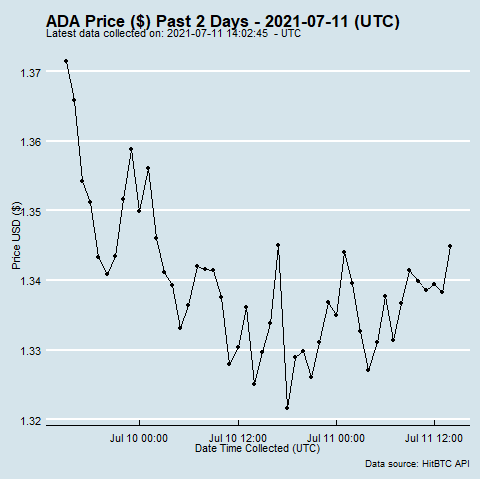 ADA Price ($) Past 2 Days - 2021-07-11 (UTC)
Latest data collected on: 2021-07-11 14:02:45 - UTC
1.37
1.36
1.35
1.34
1.33
1.32
Price USD ($)
Jul 10 00:00 Jul 10 12:00 Jul 11 00:00 Jul 11 12:00
Date Time Collected (UTC)
Data source: HitBTC API